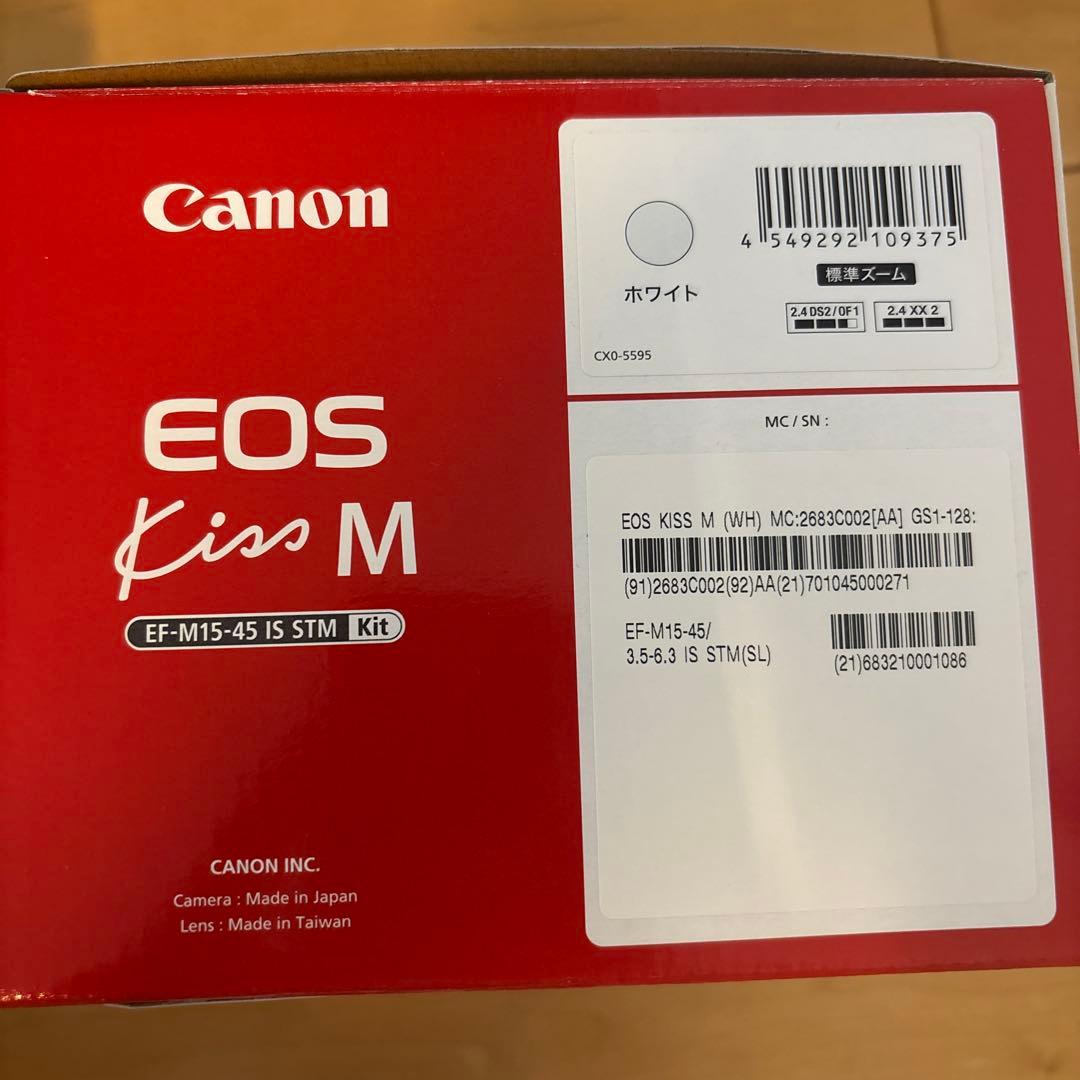 Canon
EOS
Kiss M
EF-M15-45 IS STM Kit
CANON INC.
Camera : Made in Japan
Lens : Made in Taiwan
ホワイト
CX0-5595
4 549292 109375
標準ズーム
2.4 DS2/OF1
2.4 XX 2
MC / SN :
EOS KISS M (WH) MC:2683C002[AA] GS1-128:
(91)2683C002(92)AA(21)701045000271
EF-M15-45/
3.5-6.3 IS STM(SL)
(21)683210001086